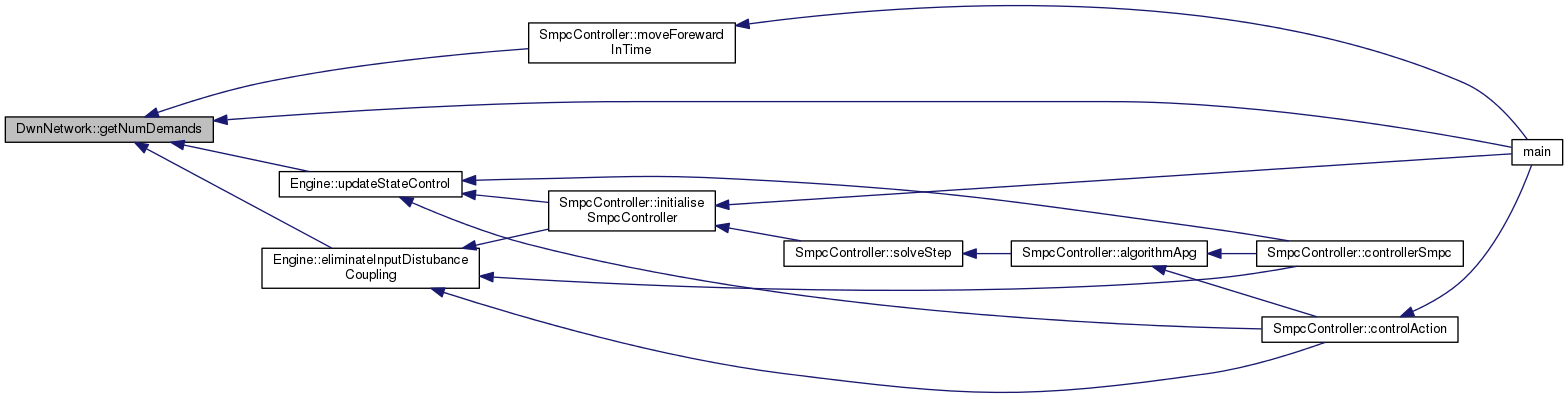 SmpcController::moveForeward
InTime
DwnNetwork::getNumDemands
main
Engine::updateStateControl
SmpcController::initialise
SmpcController
Engine::eliminateInputDistubance
Coupling
SmpcController::solveStep
SmpcController::algorithmApg
SmpcController::controllerSmpc
SmpcController::controlAction